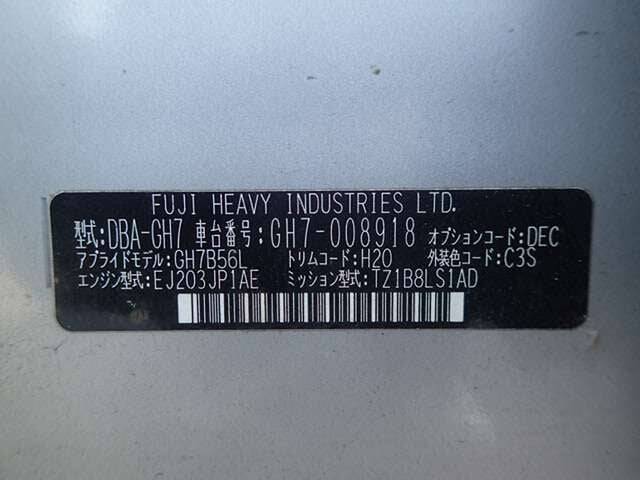 FUJI HEAVY INDUSTRIES LTD.
型式:DBA-GH7 車台番号:GH7-008918 オプションコード:DEC
アプライドモデル:GH7B56L トリムコード:H20 外装色コード:C3S
エンジン型式:EJ203JP1AE ミッション型式:TZ1B8LS1AD